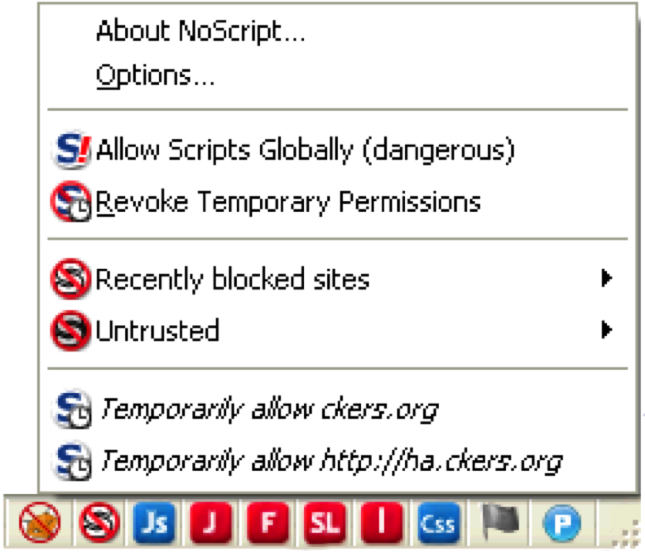 About NoScript...
Options...
S! Allow Scripts Globally (dangerous)
S Revoke Temporary Permissions
S Recently blocked sites
S Untrusted
S Temporarily allow ckers.org
S Temporarily allow http://ha.ckers.org
S Js J F SL I Css P